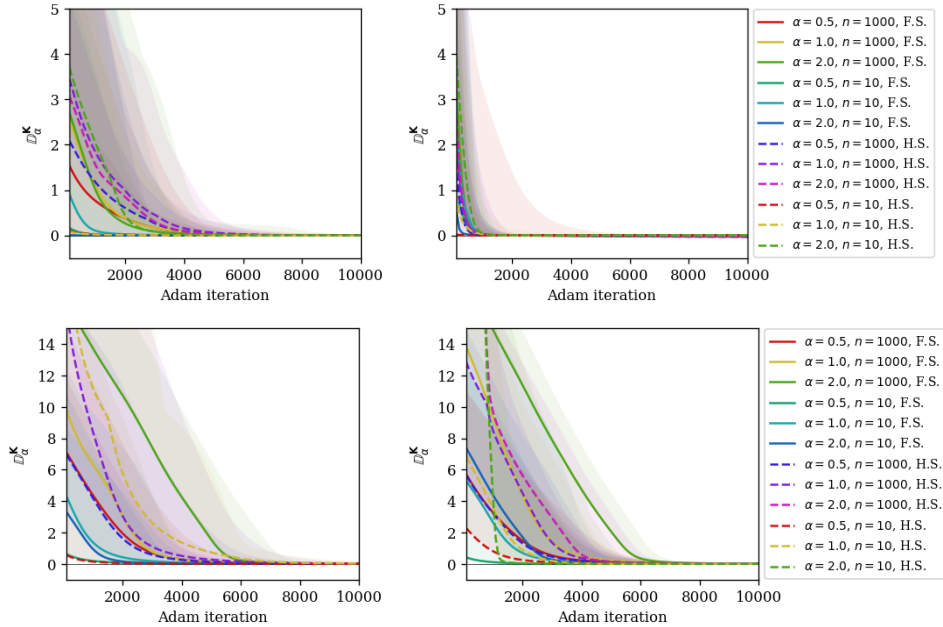 5
4
3
2
1
0
𝔻ₐᴷ
2000 4000 6000 8000 10000
Adam iteration
5
4
3
2
1
0
𝔻ₐᴷ
2000 4000 6000 8000 10000
Adam iteration
α = 0.5, n = 1000, F.S.
α = 1.0, n = 1000, F.S.
α = 2.0, n = 1000, F.S.
α = 0.5, n = 10, F.S.
α = 1.0, n = 10, F.S.
α = 2.0, n = 10, F.S.
α = 0.5, n = 1000, H.S.
α = 1.0, n = 1000, H.S.
α = 2.0, n = 1000, H.S.
α = 0.5, n = 10, H.S.
α = 1.0, n = 10, H.S.
α = 2.0, n = 10, H.S.
14
12
10
8
6
4
2
0
𝔻ₐᴷ
2000 4000 6000 8000 10000
Adam iteration
14
12
10
8
6
4
2
0
𝔻ₐᴷ
2000 4000 6000 8000 10000
Adam iteration
α = 0.5, n = 1000, F.S.
α = 1.0, n = 1000, F.S.
α = 2.0, n = 1000, F.S.
α = 0.5, n = 10, F.S.
α = 1.0, n = 10, F.S.
α = 2.0, n = 10, F.S.
α = 0.5, n = 1000, H.S.
α = 1.0, n = 1000, H.S.
α = 2.0, n = 1000, H.S.
α = 0.5, n = 10, H.S.
α = 1.0, n = 10, H.S.
α = 2.0, n = 10, H.S.